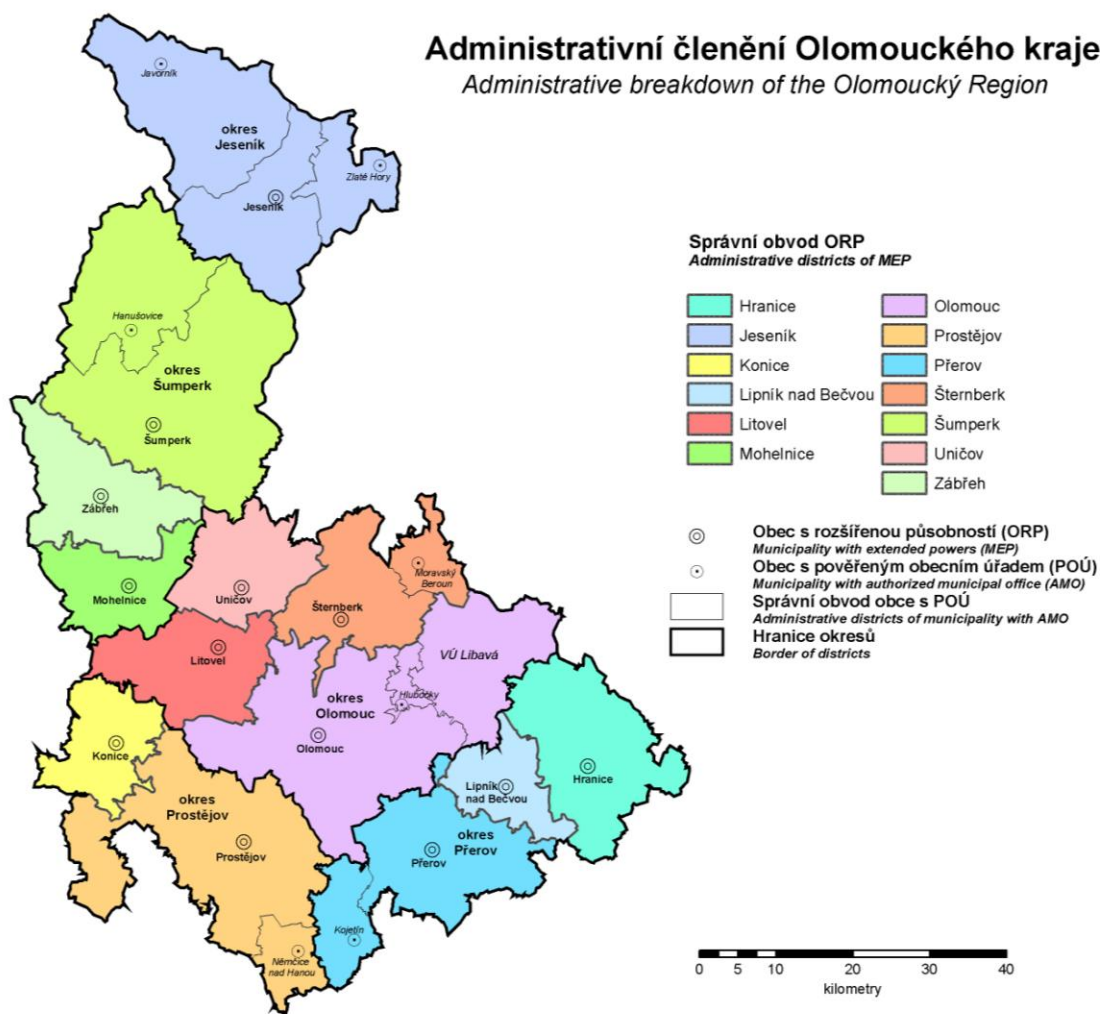 Administrativní členění Olomouckého kraje
Administrative breakdown of the Olomoucký Region
Javorník
okres
Jeseník
Zlaté Hory
Jeseník
Hanušovice
okres
Šumperk
Šumperk
Zábřeh
Mohelnice
Uničov
Moravský
Beroun
Šternberk
Litovel
VÚ Libavá
Hlubočky
okres
Olomouc
Olomouc
Konice
Hranice
Lipník
nad Bečvou
okres
Prostějov
Prostějov
okres
Přerov
Přerov
Kojetín
Němčice
nad Hanou
Správní obvod ORP
Administrative districts of MEP
Hranice
Jeseník
Konice
Lipník nad Bečvou
Litovel
Mohelnice
Olomouc
Prostějov
Přerov
Šternberk
Šumperk
Uničov
Zábřeh
Obec s rozšířenou působností (ORP)
Municipality with extended powers (MEP)
Obec s pověřeným obecním úřadem (POÚ)
Municipality with authorized municipal office (AMO)
Správní obvod obce s POÚ
Administrative districts of municipality with AMO
Hranice okresů
Border of districts
0 5 10 20 30 40
kilometry